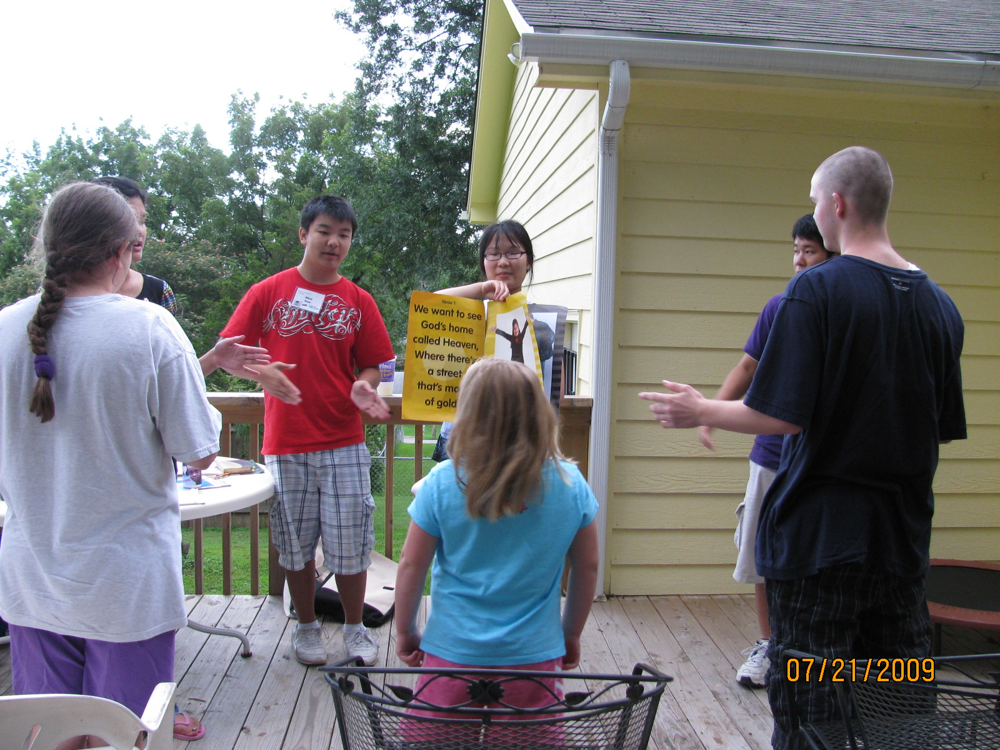 Verse 1:
We want to see
God's home
called Heaven,
Where there's
a street
that's ma
of gold
07/21/2009